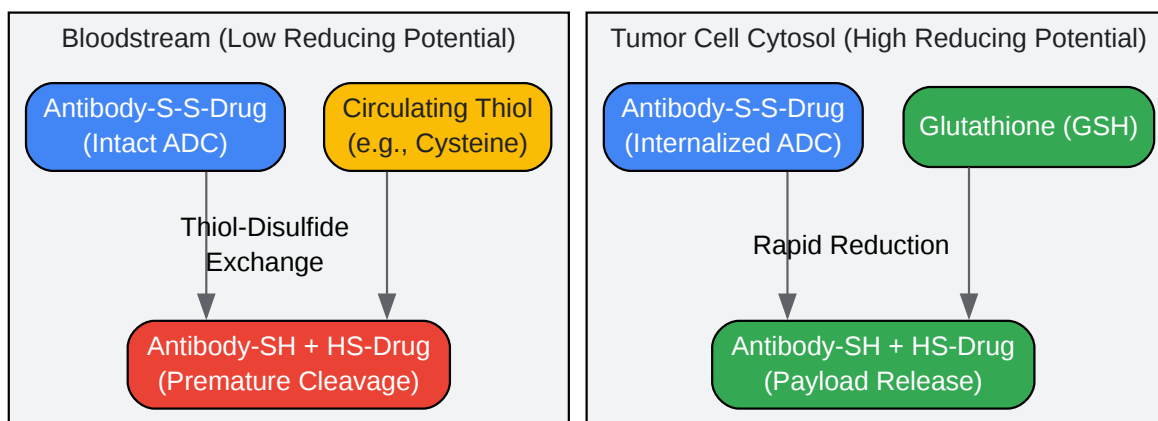 Bloodstream (Low Reducing Potential)
Antibody-S-S-Drug
(Intact ADC)
Circulating Thiol
(e.g., Cysteine)
Thiol-Disulfide
Exchange
Antibody-SH + HS-Drug
(Premature Cleavage)
Tumor Cell Cytosol (High Reducing Potential)
Antibody-S-S-Drug
(Internalized ADC)
Glutathione (GSH)
Rapid Reduction
Antibody-SH + HS-Drug
(Payload Release)